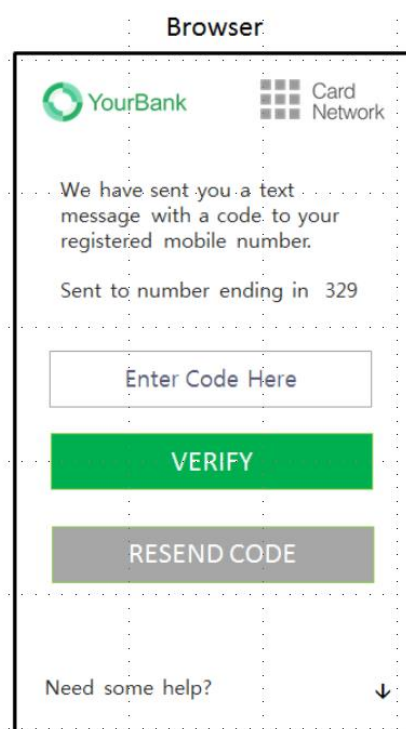 Browser
YourBank
Card
Network
We have sent you a text
message with a code to your
registered mobile number.
Sent to number ending in 329
Enter Code Here
VERIFY
RESEND CODE
Need some help?